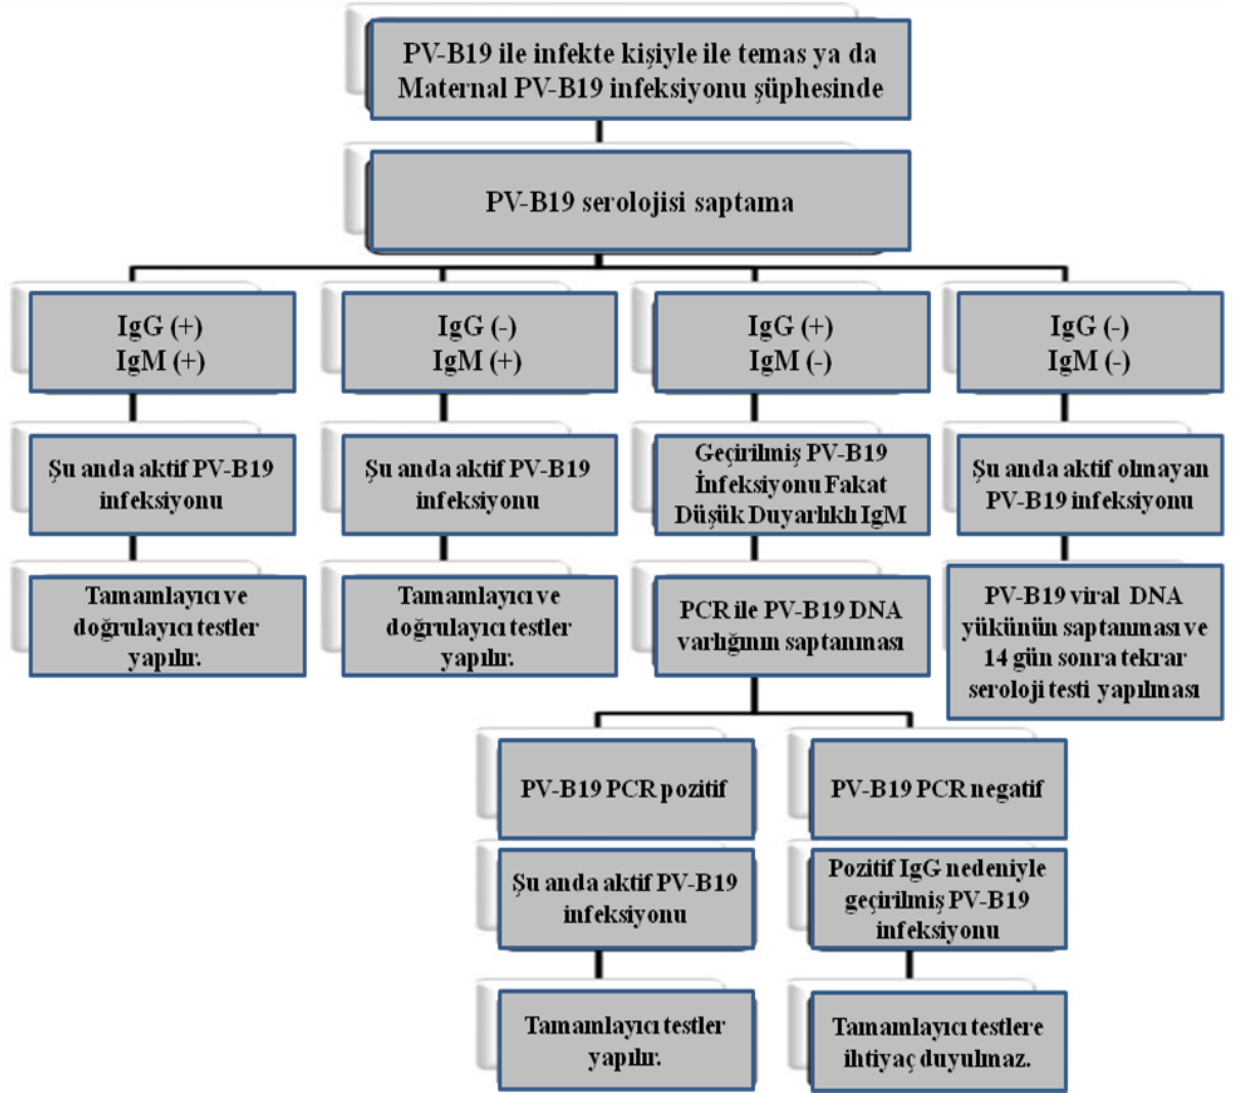 PV-B19 ile infekte kişiyle ile temas ya da
Maternal PV-B19 infeksiyonu şüphesinde
PV-B19 serolojisi saptama
IgG (+)
IgM (+)
IgG (-)
IgM (+)
IgG (+)
IgM (-)
IgG (-)
IgM (-)
Şu anda aktif PV-B19
infeksiyonu
Şu anda aktif PV-B19
infeksiyonu
Geçirilmiş PV-B19
İnfeksiyonu Fakat
Düşük Duyarlıklı IgM
Şu anda aktif olmayan
PV-B19 infeksiyonu
Tamamlayıcı ve
doğrulayıcı testler
yapılır.
Tamamlayıcı ve
doğrulayıcı testler
yapılır.
PCR ile PV-B19 DNA
varlığının saptanması
PV-B19 viral DNA
yükünün saptanması ve
14 gün sonra tekrar
seroloji testi yapılması
PV-B19 PCR pozitif
PV-B19 PCR negatif
Şu anda aktif PV-B19
infeksiyonu
Pozitif IgG nedeniyle
geçirilmiş PV-B19
infeksiyonu
Tamamlayıcı testler
yapılır.
Tamamlayıcı testlere
ihtiyaç duyulmaz.